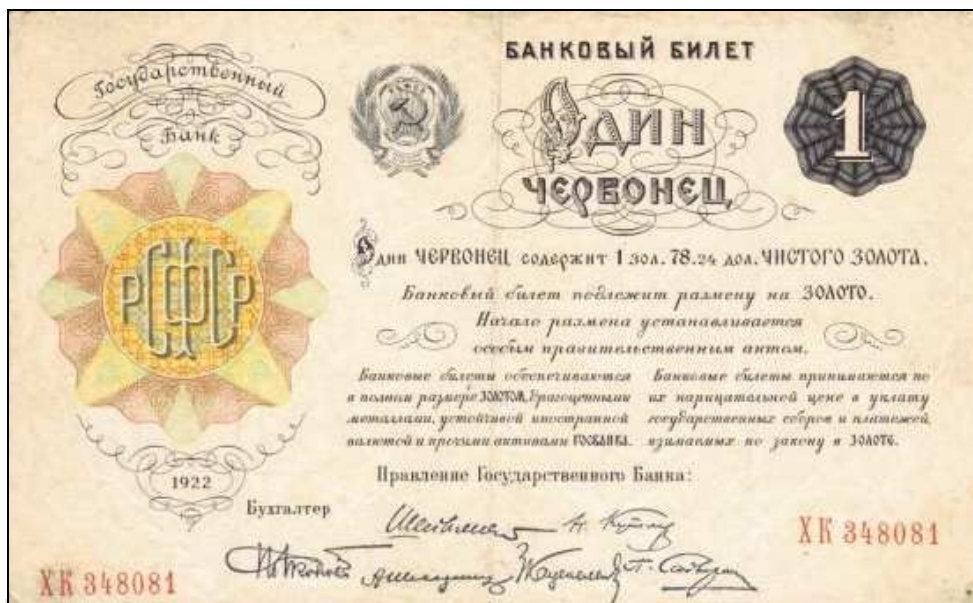 Государственный
Банк
БАНКОВЫЙ БИЛЕТ
ОДИН
ЧЕРВОНЕЦ
1
РСФСР
Один ЧЕРВОНЕЦ содержит 1 зол. 78.24 дол. ЧИСТОГО ЗОЛОТА.
Банковый билет подлежит размену на ЗОЛОТО.
Начало размена устанавливается
особым правительственным актом.
Банковые билеты обеспечиваются
в полном размере ЗОЛОТОМ, драгоценными
металлами, устойчивой иностранной
валютой и прочими активами ГОСБАНКА.
Банковые билеты принимаются по
их нарицательной цене в уплату
государственных сборов и платежей,
взимаемых по закону в ЗОЛОТЕ.
1922
Правление Государственного Банка:
Бухгалтер
ХК 348081
ХК 348081